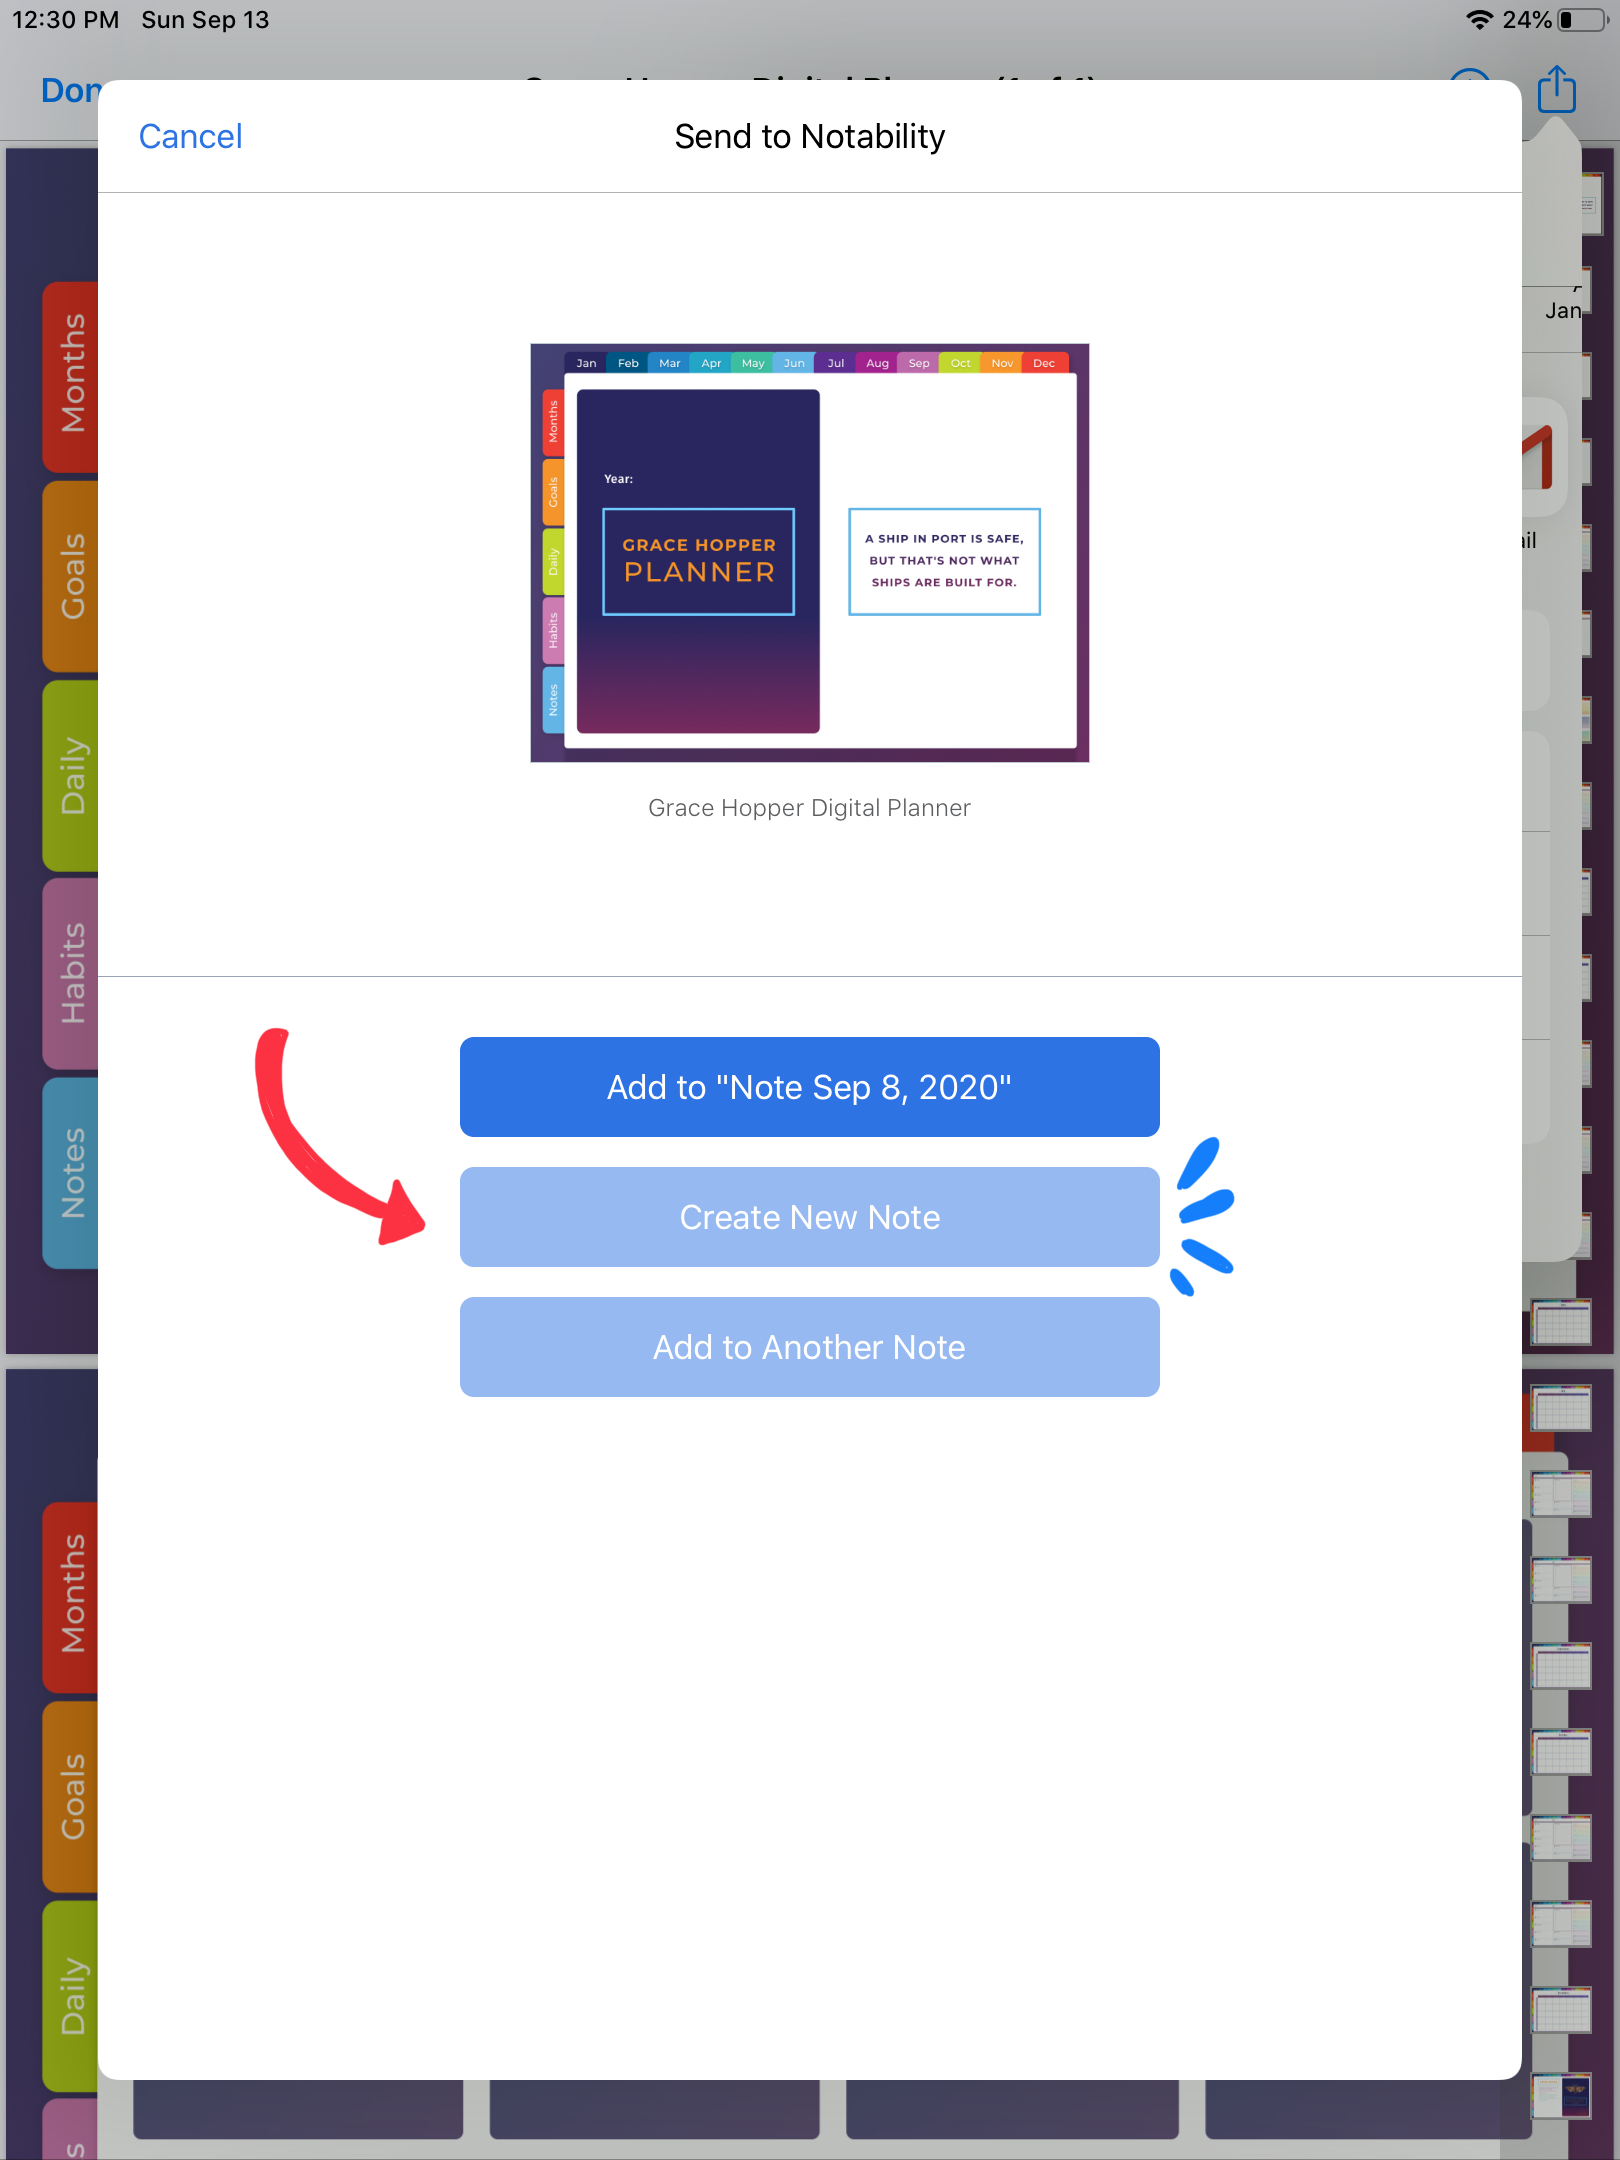 12:30 PM Sun Sep 13
24%
Cancel
Send to Notability
Jan
Jan Feb Mar Apr May Jun Jul Aug Sep Oct Nov Dec
Months
Goals
Daily
Habits
Notes
Year:
GRACE HOPPER
PLANNER
A SHIP IN PORT IS SAFE,
BUT THAT'S NOT WHAT
SHIPS ARE BUILT FOR.
Grace Hopper Digital Planner
Add to "Note Sep 8, 2020"
Create New Note
Add to Another Note
Months
Goals
Daily
Habits
Notes
Months
Goals
Daily